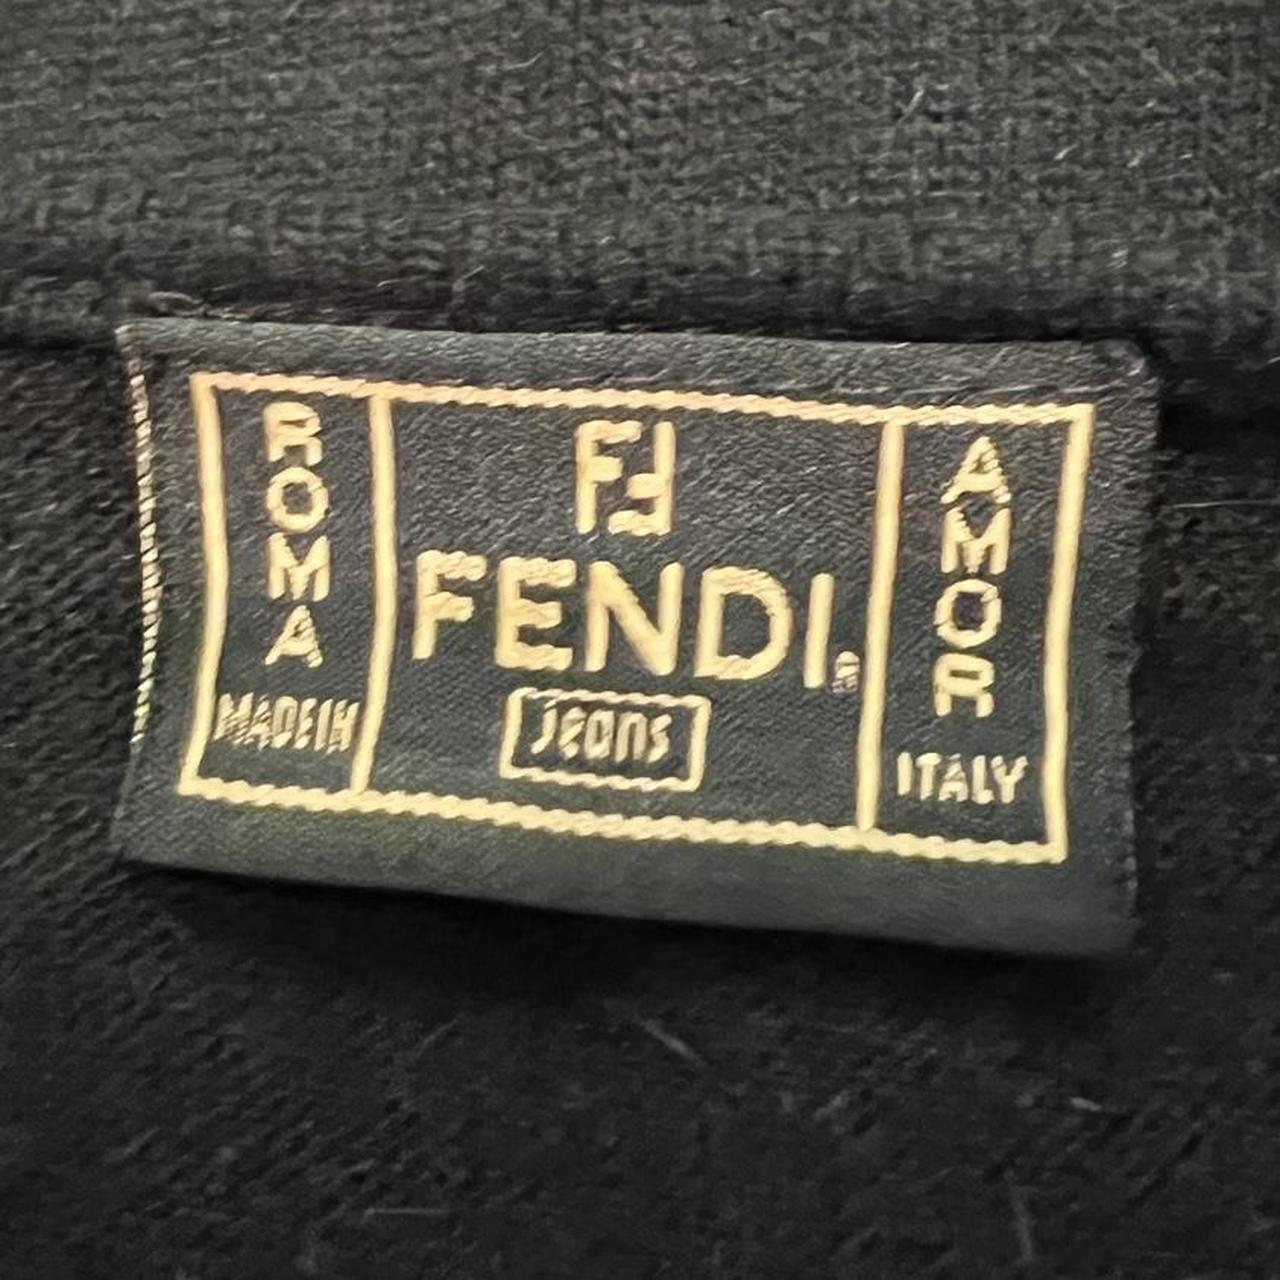 ROMA
MADE IN
FF
FENDI®
jeans
AMOR
ITALY